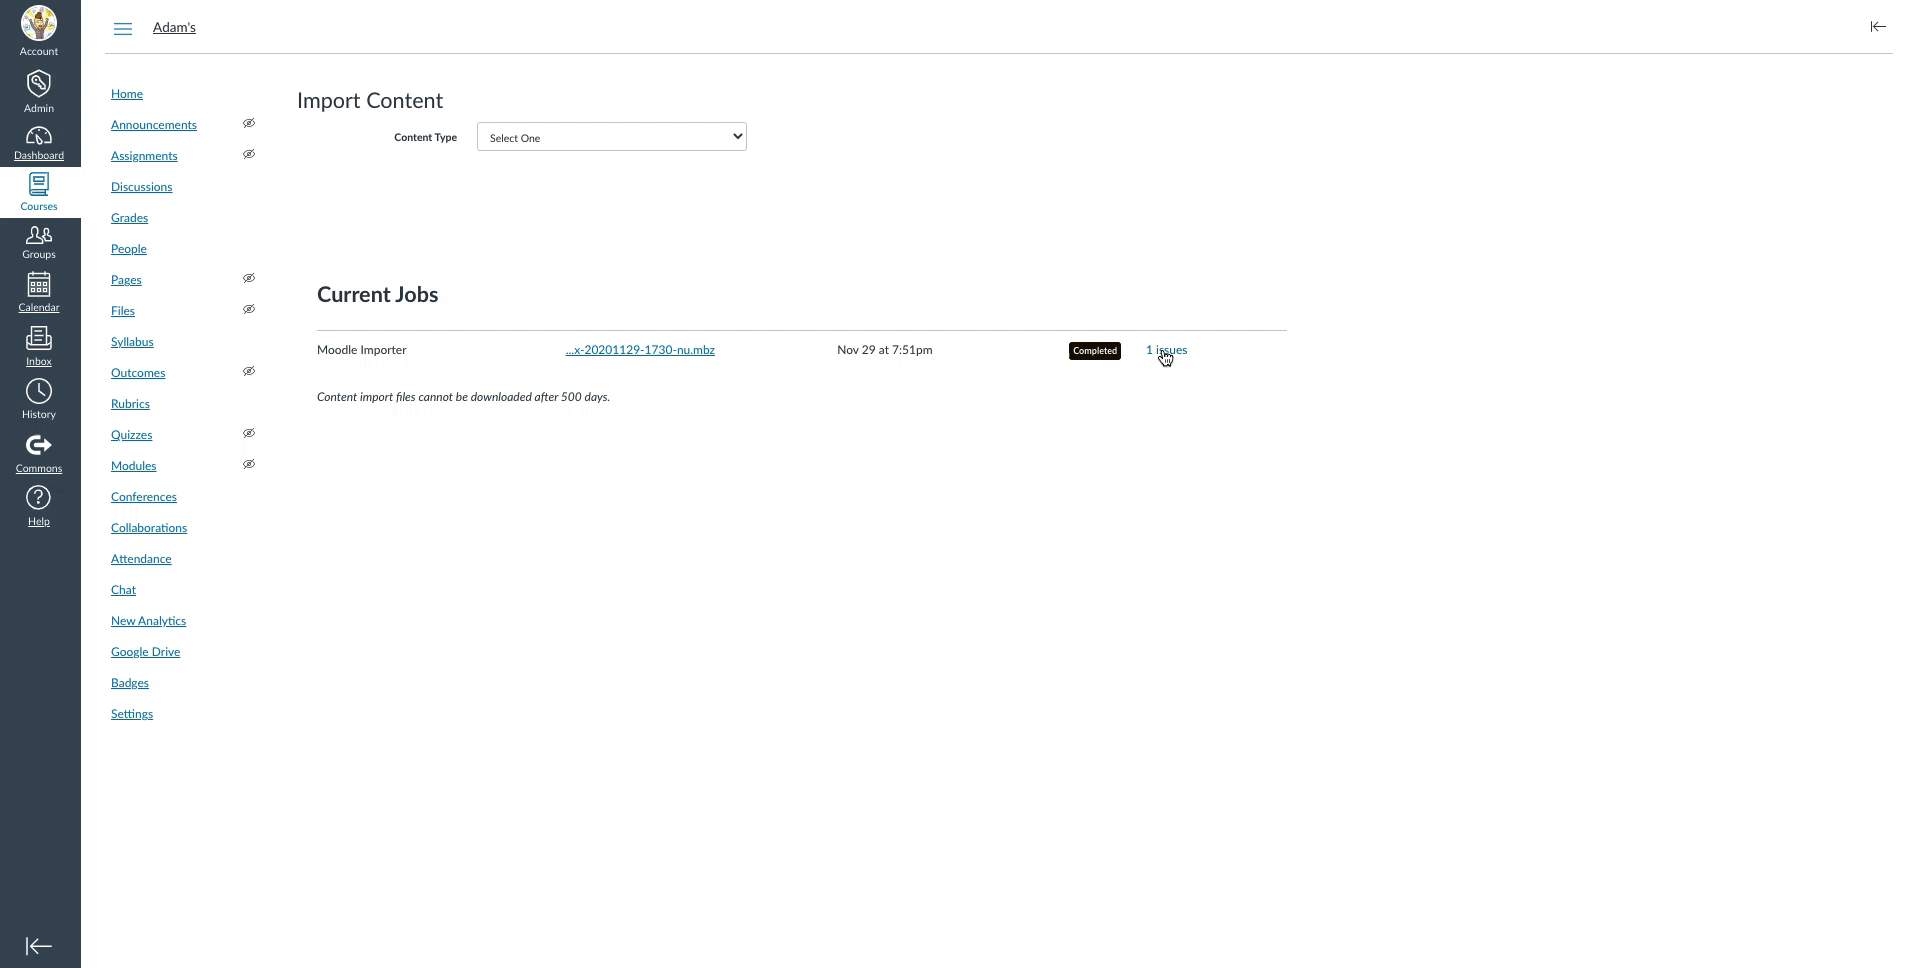 Adam's
Account
Admin
Dashboard
Courses
Groups
Calendar
Inbox
History
Commons
Help
Home
Announcements
Assignments
Discussions
Grades
People
Pages
Files
Syllabus
Outcomes
Rubrics
Quizzes
Modules
Conferences
Collaborations
Attendance
Chat
New Analytics
Google Drive
Badges
Settings
Import Content
Content Type Select One
Current Jobs
Moodle Importer ...x-20201129-1730-nu.mbz Nov 29 at 7:51pm Completed 1 issues
Content import files cannot be downloaded after 500 days.